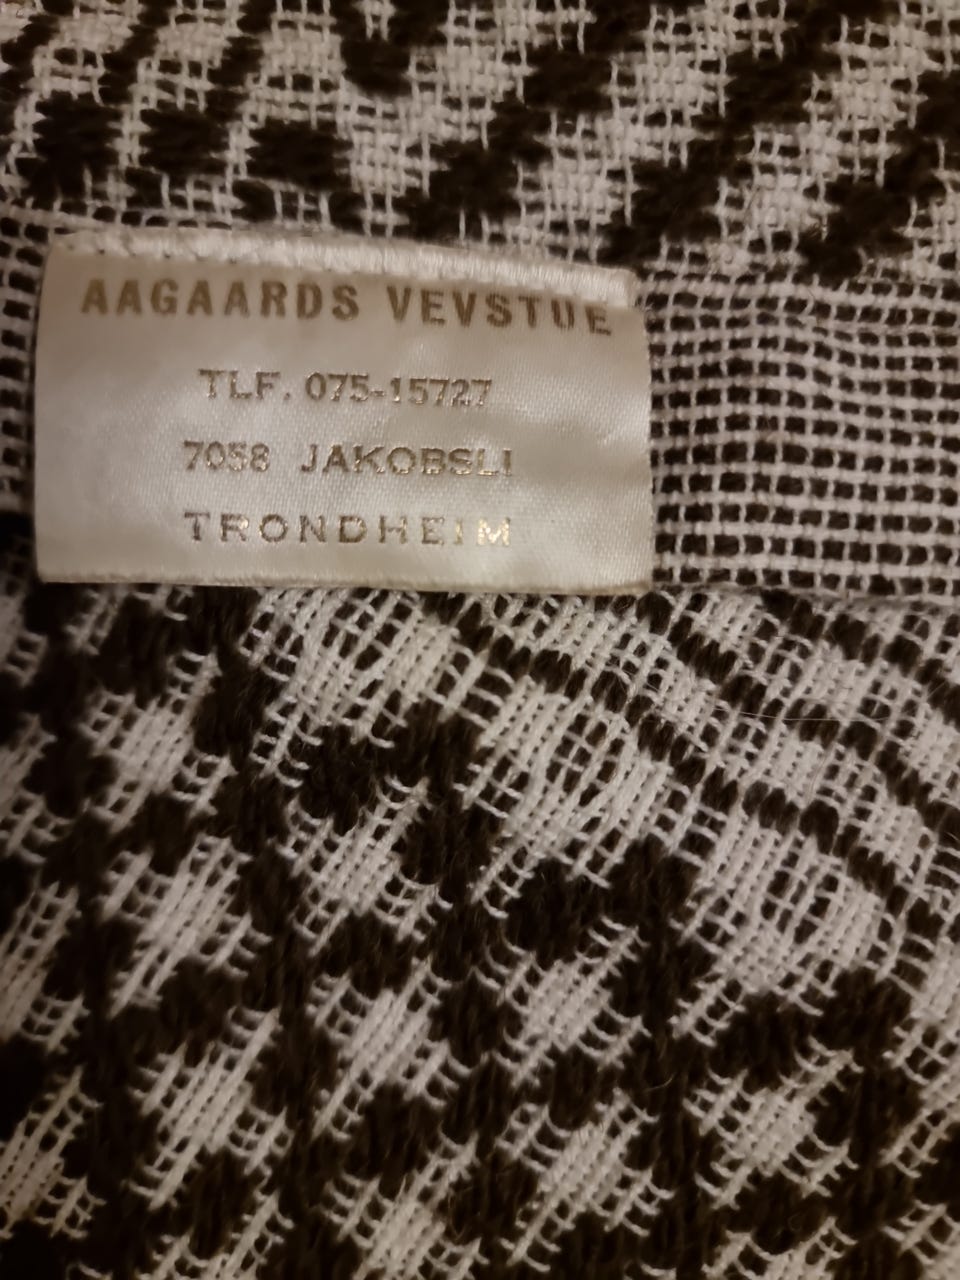 AAGAARDS VEVSTUE
TLF. 075-15727
7058 JAKOBSLI
TRONDHEIM